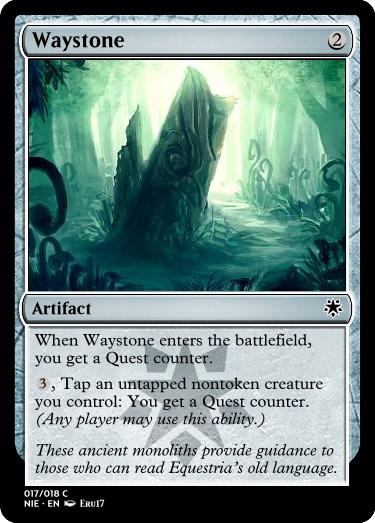 Waystone 2
Artifact
When Waystone enters the battlefield,
you get a Quest counter.
3, Tap an untapped nontoken creature
you control: You get a Quest counter.
(Any player may use this ability.)
These ancient monoliths provide guidance to
those who can read Equestria's old language.
017/018 C
NIE • EN Eru17